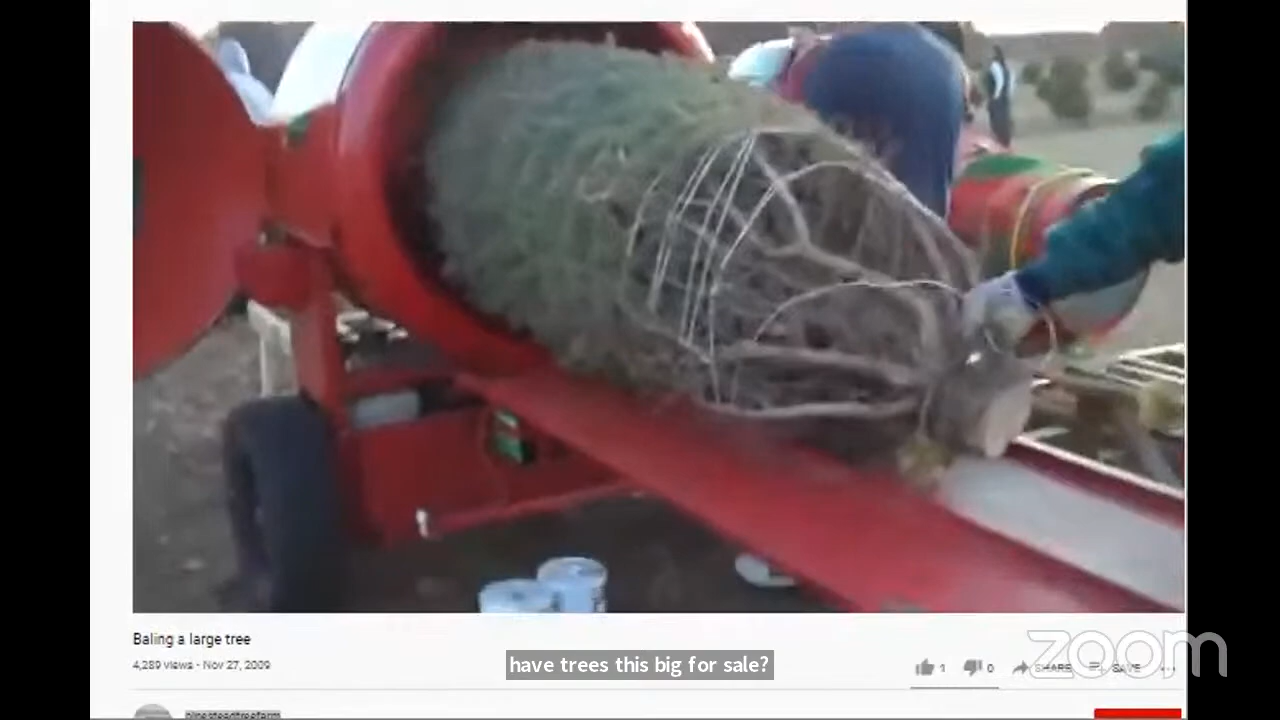 Baling a large tree
4,289 views · Nov 27, 2009
have trees this big for sale?
1
0
SHARE
SAVE
zoom